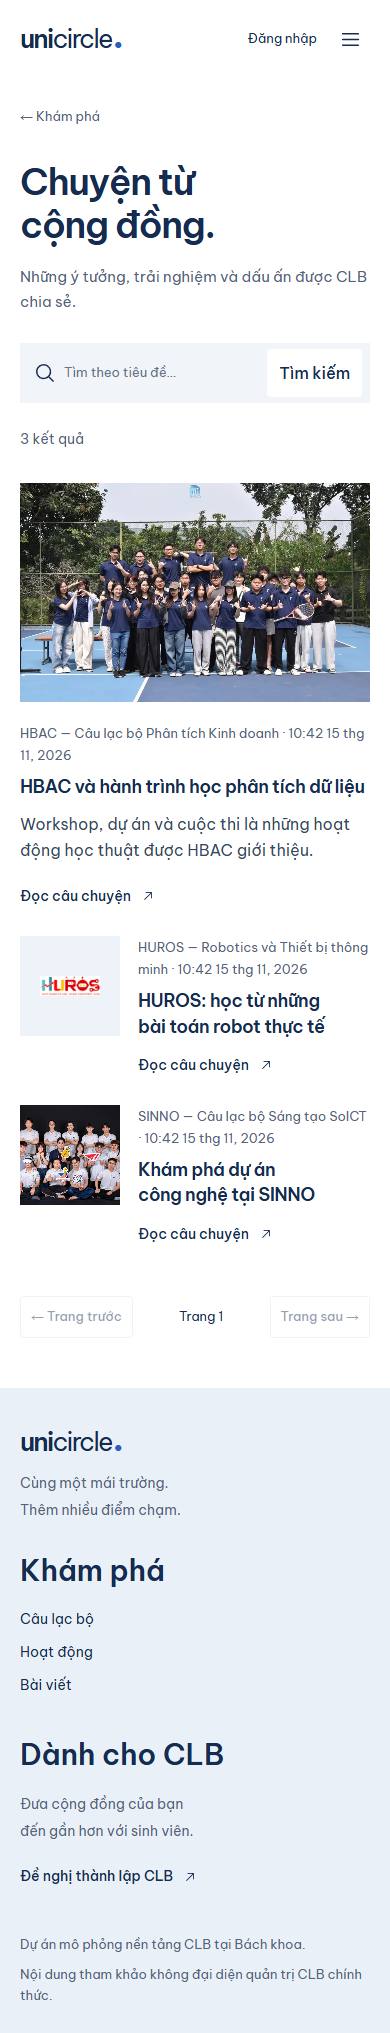 unicircle.
Đăng nhập
← Khám phá
Chuyện từ
cộng đồng.
Những ý tưởng, trải nghiệm và dấu ấn được CLB
chia sẻ.
Tìm theo tiêu đề...
Tìm kiếm
3 kết quả
HBAC — Câu lạc bộ Phân tích Kinh doanh · 10:42 15 thg
11, 2026
HBAC và hành trình học phân tích dữ liệu
Workshop, dự án và cuộc thi là những hoạt
động học thuật được HBAC giới thiệu.
Đọc câu chuyện ↗
HUROS
HUROS — Robotics và Thiết bị thông
minh · 10:42 15 thg 11, 2026
HUROS: học từ những
bài toán robot thực tế
Đọc câu chuyện ↗
SINNO — Câu lạc bộ Sáng tạo SoICT
· 10:42 15 thg 11, 2026
Khám phá dự án
công nghệ tại SINNO
Đọc câu chuyện ↗
← Trang trước
Trang 1
Trang sau →
unicircle.
Cùng một mái trường.
Thêm nhiều điểm chạm.
Khám phá
Câu lạc bộ
Hoạt động
Bài viết
Dành cho CLB
Đưa cộng đồng của bạn
đến gần hơn với sinh viên.
Đề nghị thành lập CLB ↗
Dự án mô phỏng nền tảng CLB tại Bách khoa.
Nội dung tham khảo không đại diện quản trị CLB chính
thức.